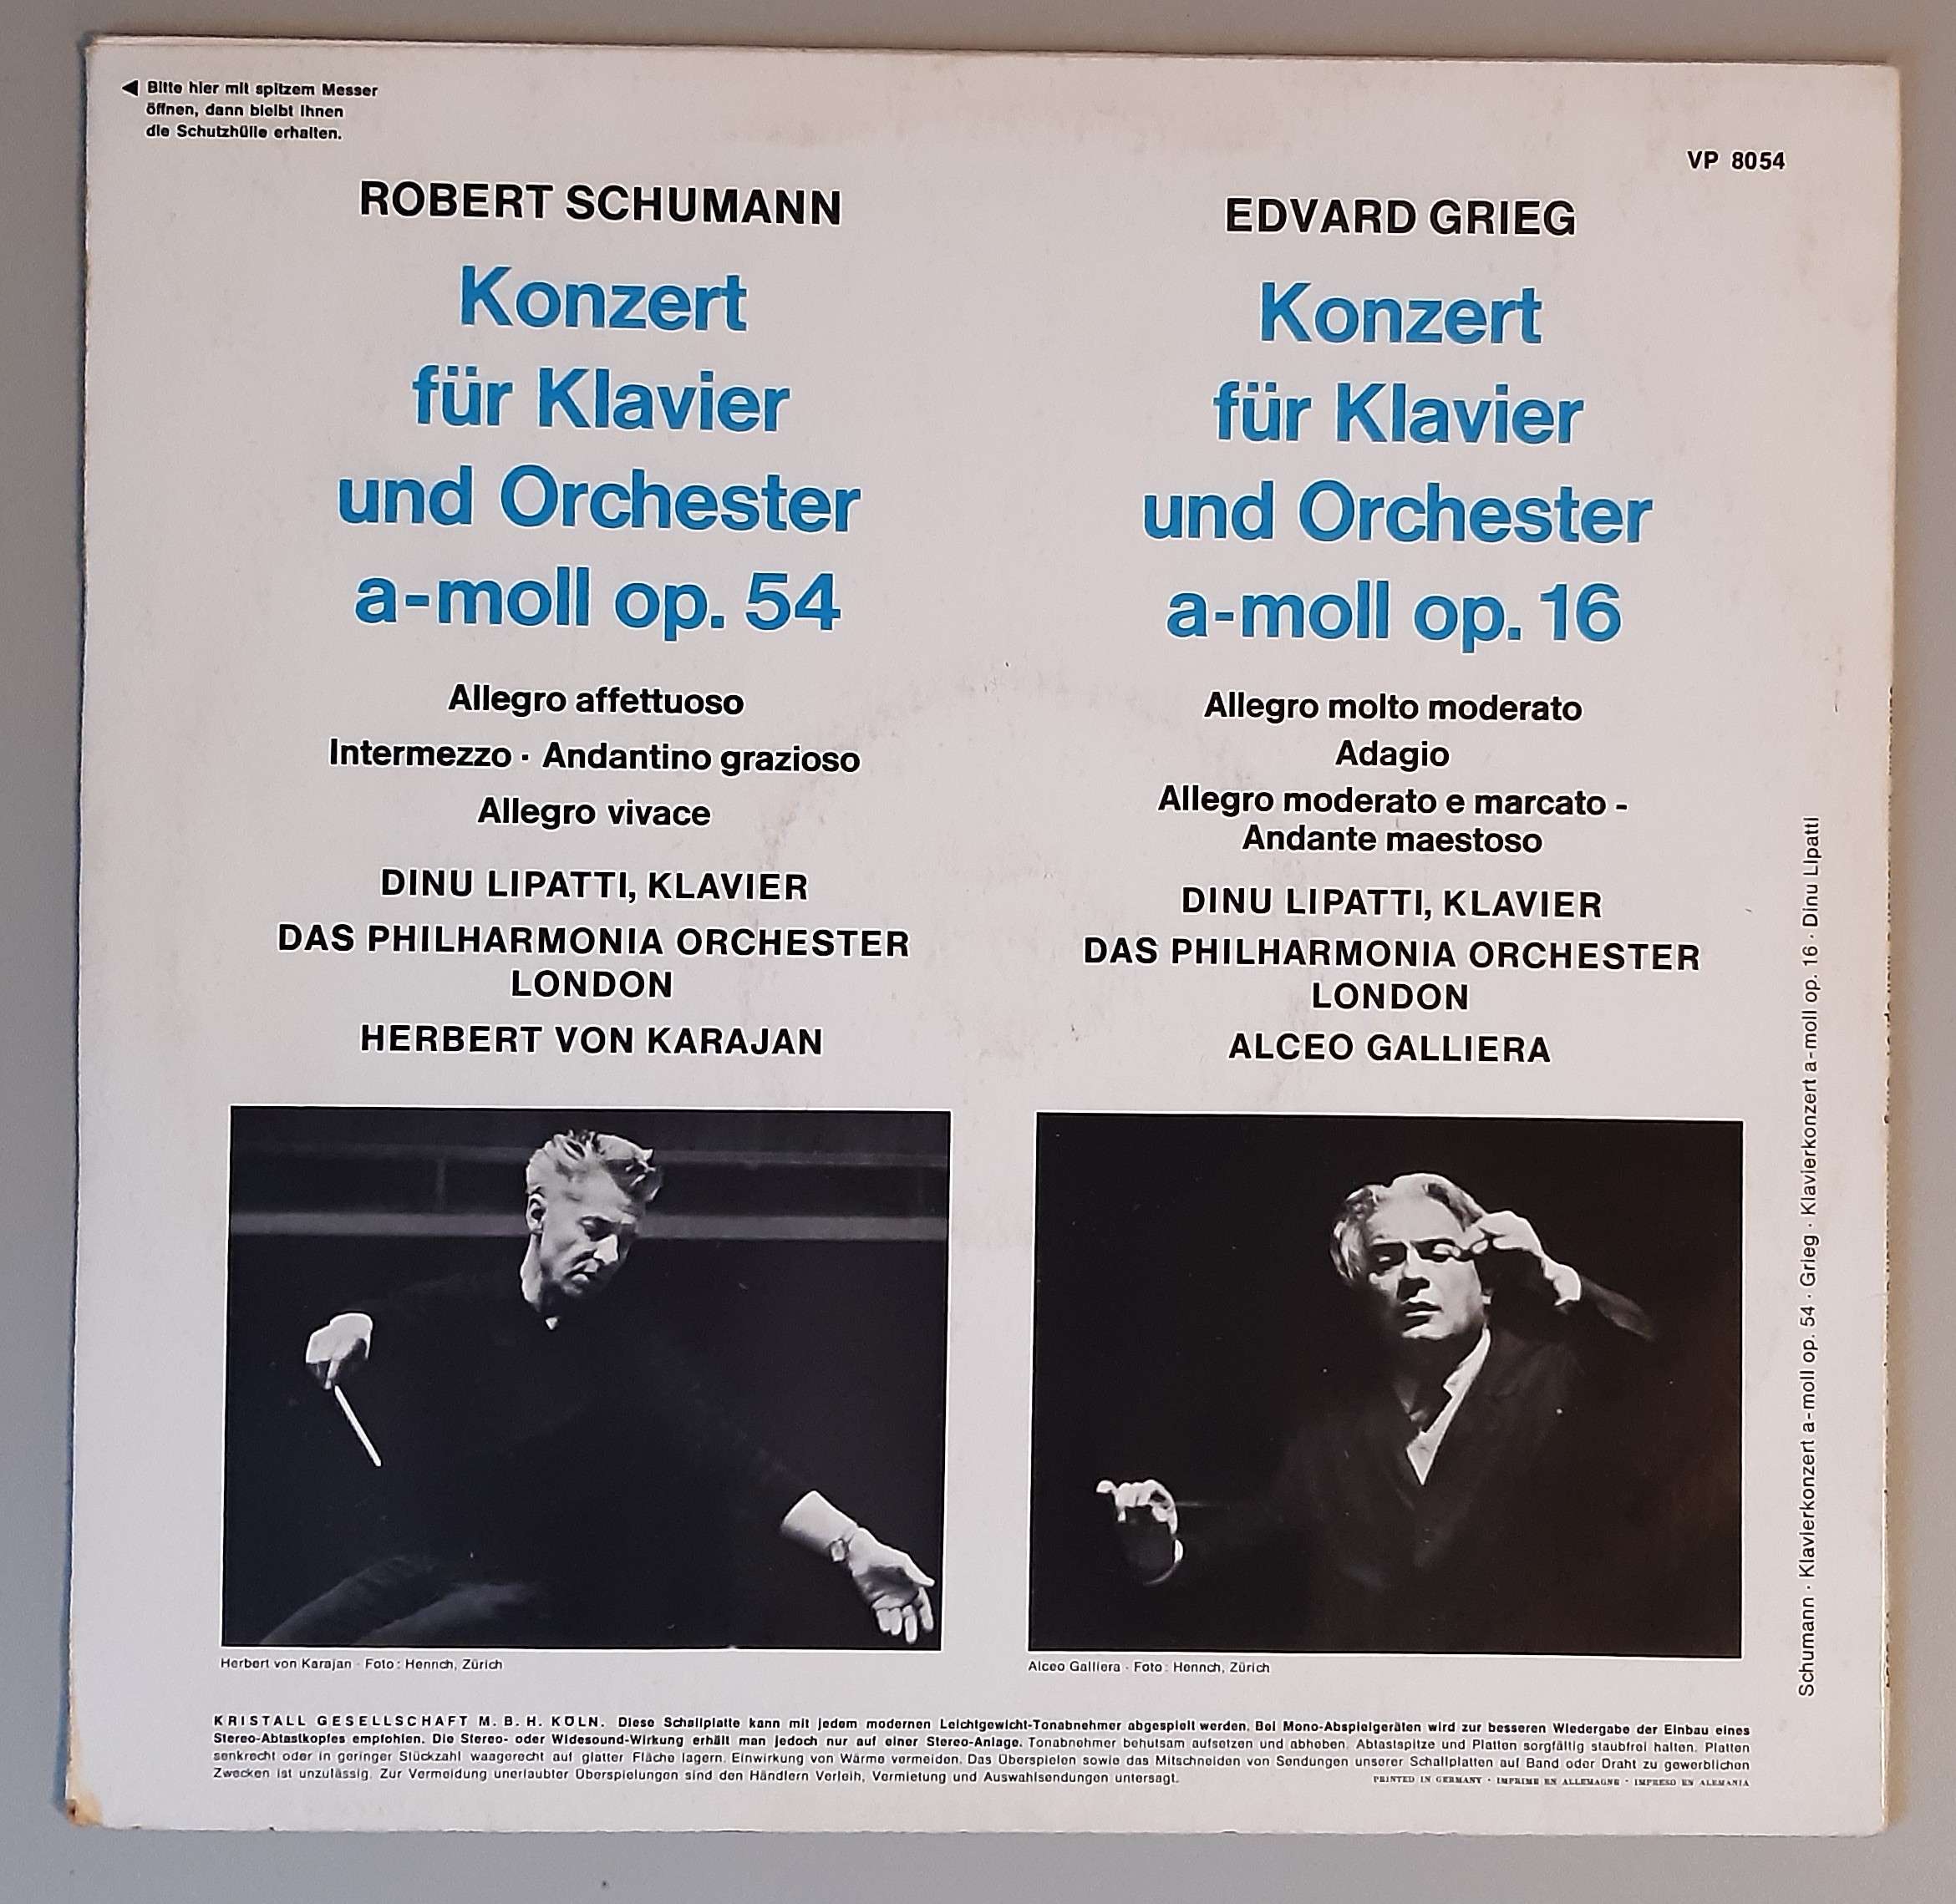 Bitte hier mit spitzem Messer
öffnen, dann bleibt Ihnen
die Schutzhülle erhalten.
VP 8054
ROBERT SCHUMANN
Konzert
für Klavier
und Orchester
a-moll op. 54
Allegro affettuoso
Intermezzo · Andantino grazioso
Allegro vivace
DINU LIPATTI, KLAVIER
DAS PHILHARMONIA ORCHESTER
LONDON
HERBERT VON KARAJAN
EDVARD GRIEG
Konzert
für Klavier
und Orchester
a-moll op. 16
Allegro molto moderato
Adagio
Allegro moderato e marcato -
Andante maestoso
DINU LIPATTI, KLAVIER
DAS PHILHARMONIA ORCHESTER
LONDON
ALCEO GALLIERA
Schumann · Klavierkonzert a-moll op. 54 · Grieg · Klavierkonzert a-moll op. 16 · Dinu Lipatti
Herbert von Karajan · Foto: Henrich, Zürich
Alceo Galliera · Foto: Henrich, Zürich
KRISTALL GESELLSCHAFT M. B. H. KÖLN. Diese Schallplatte kann mit jedem modernen Leichtgewicht-Tonabnehmer abgespielt werden. Bei Mono-Abspielgeräten wird zur besseren Wiedergabe der Einbau eines
Stereo-Abtastkopfes empfohlen. Die Stereo- oder Widesound-Wirkung erhält man jedoch nur auf einer Stereo-Anlage. Tonabnehmer behutsam aufsetzen und abheben. Abtastspitze und Platten sorgfältig staubfrei halten. Platten
senkrecht oder in geringer Stückzahl waagerecht auf glatter Fläche lagern. Einwirkung von Wärme vermeiden. Das Überspielen sowie das Mitschneiden von Sendungen unserer Schallplatten auf Band oder Draht zu gewerblichen
Zwecken ist unzulässig. Zur Vermeidung unerlaubter Überspielungen sind den Händlern Verleih, Vermietung und Auswahlsendungen untersagt.
PRINTED IN GERMANY · IMPRIMÉ EN ALLEMAGNE · IMPRESO EN ALEMANIA